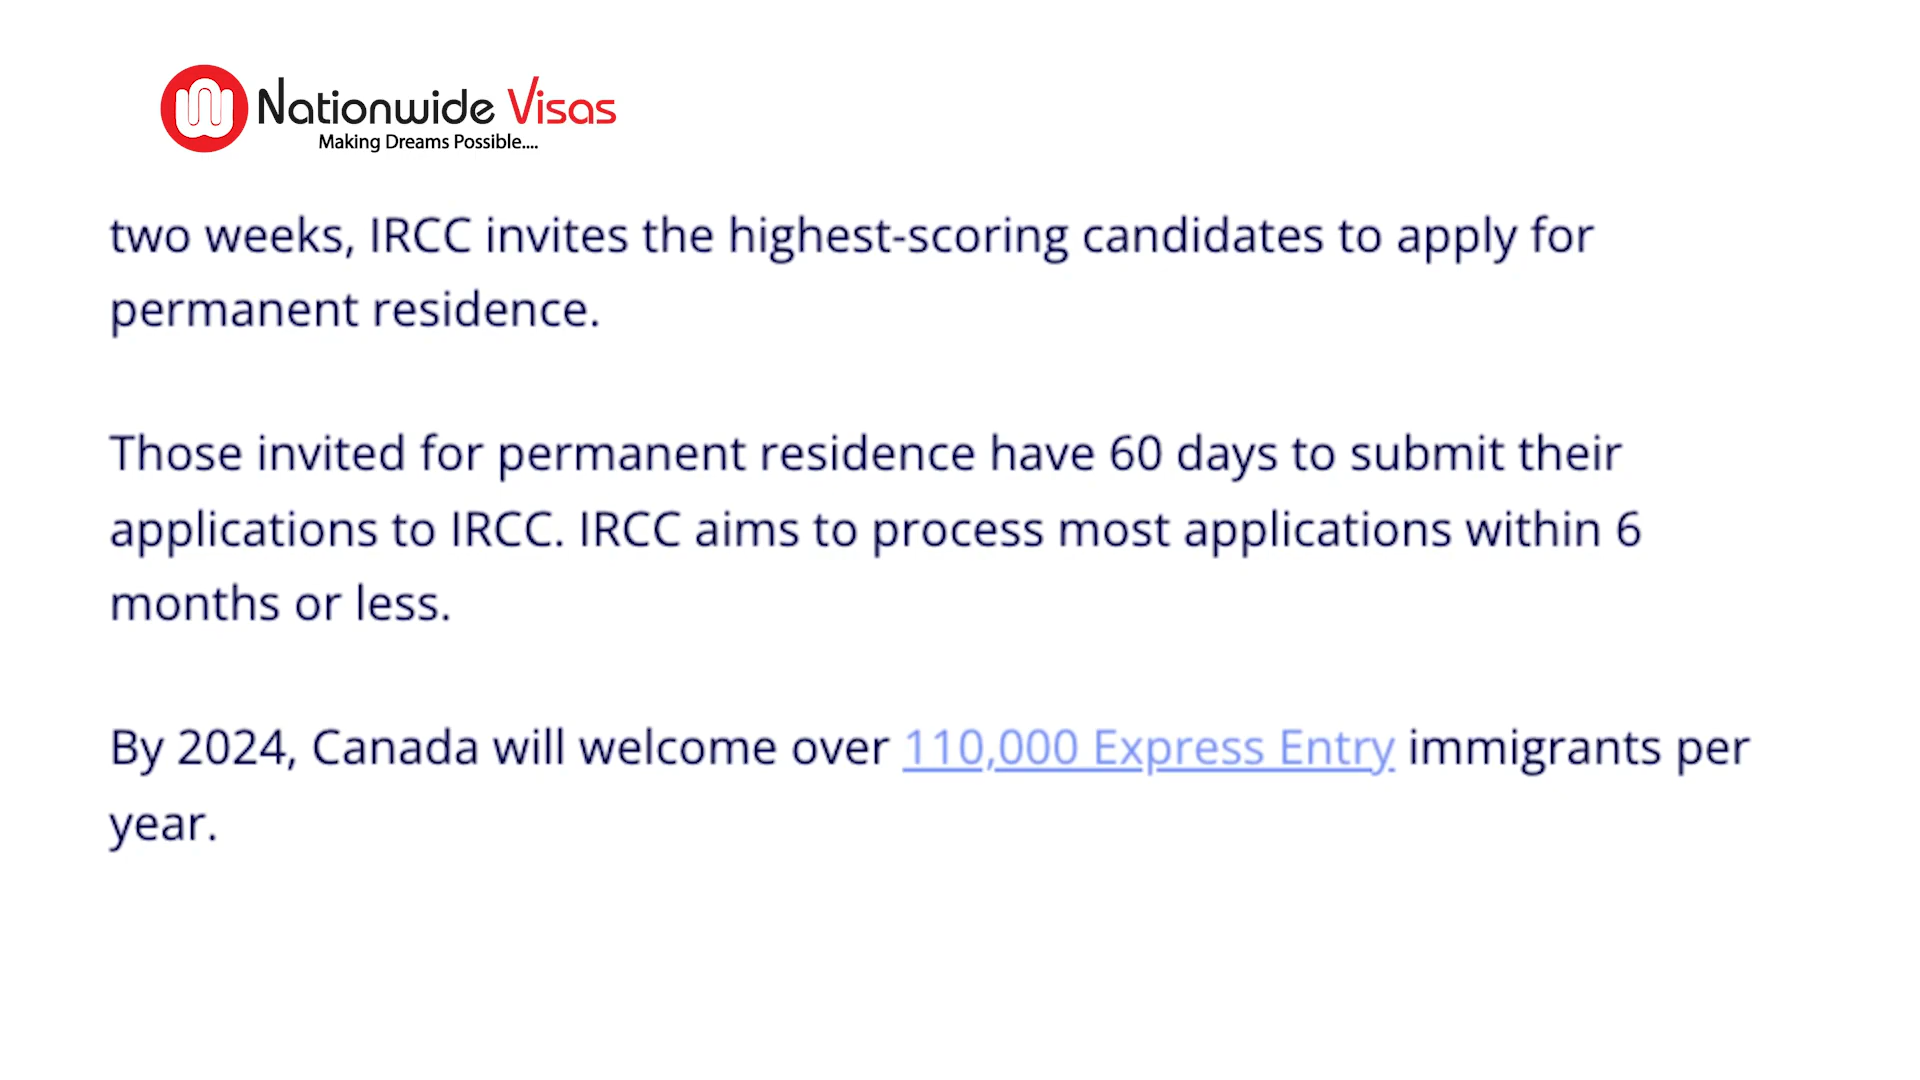 Nationwide Visas
Making Dreams Possible....
two weeks, IRCC invites the highest-scoring candidates to apply for
permanent residence.
Those invited for permanent residence have 60 days to submit their
applications to IRCC. IRCC aims to process most applications within 6
months or less.
By 2024, Canada will welcome over 110,000 Express Entry immigrants per
year.